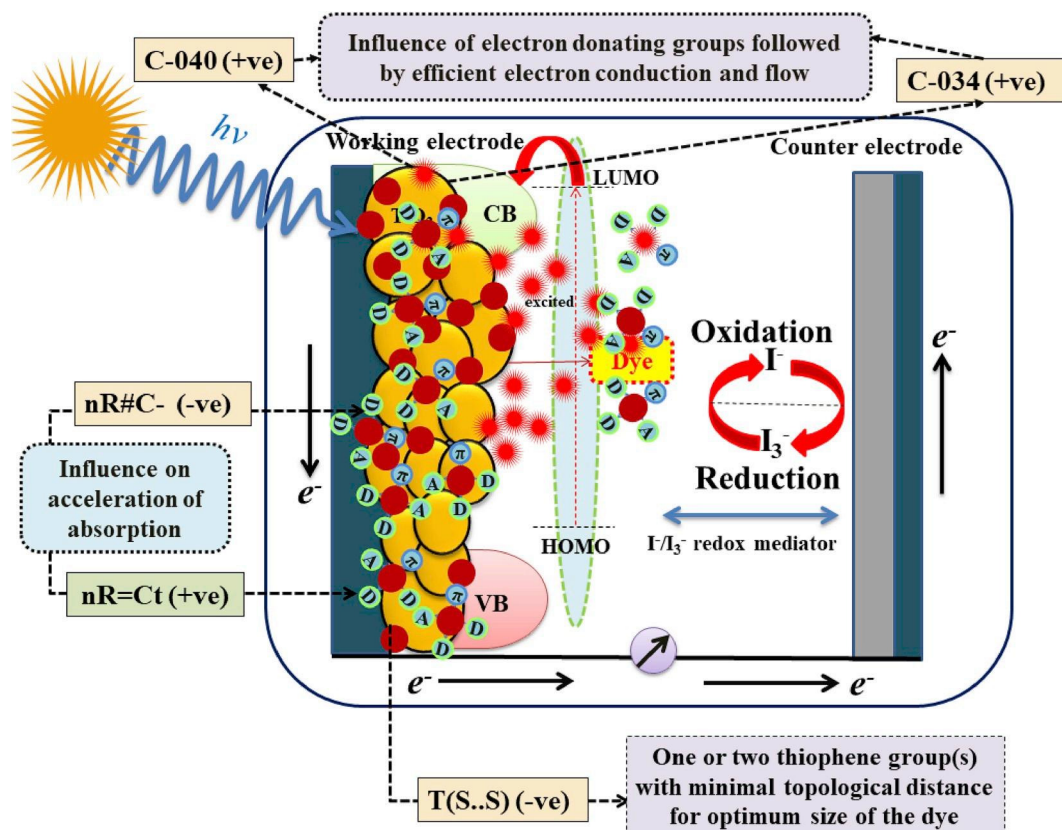 C-040 (+ve)
Influence of electron donating groups followed
by efficient electron conduction and flow
C-034 (+ve)
hν
Working electrode
Counter electrode
LUMO
CB
D
π
A
D
D
A
π
D
D
π
A
excited
D
D
π
A
Dye
D
π
D
A
Oxidation
I-
I3-
Reduction
e-
e-
nR#C- (-ve)
Influence on
acceleration of
absorption
nR=Ct (+ve)
D
D
D
A
π
D
A
π
π
π
D
A
D
D
A
A
D
D
HOMO
I-/I3- redox mediator
A
π
D
D
A
π
D
D
VB
e-
e-
T(S..S) (-ve)
One or two thiophene group(s)
with minimal topological distance
for optimum size of the dye